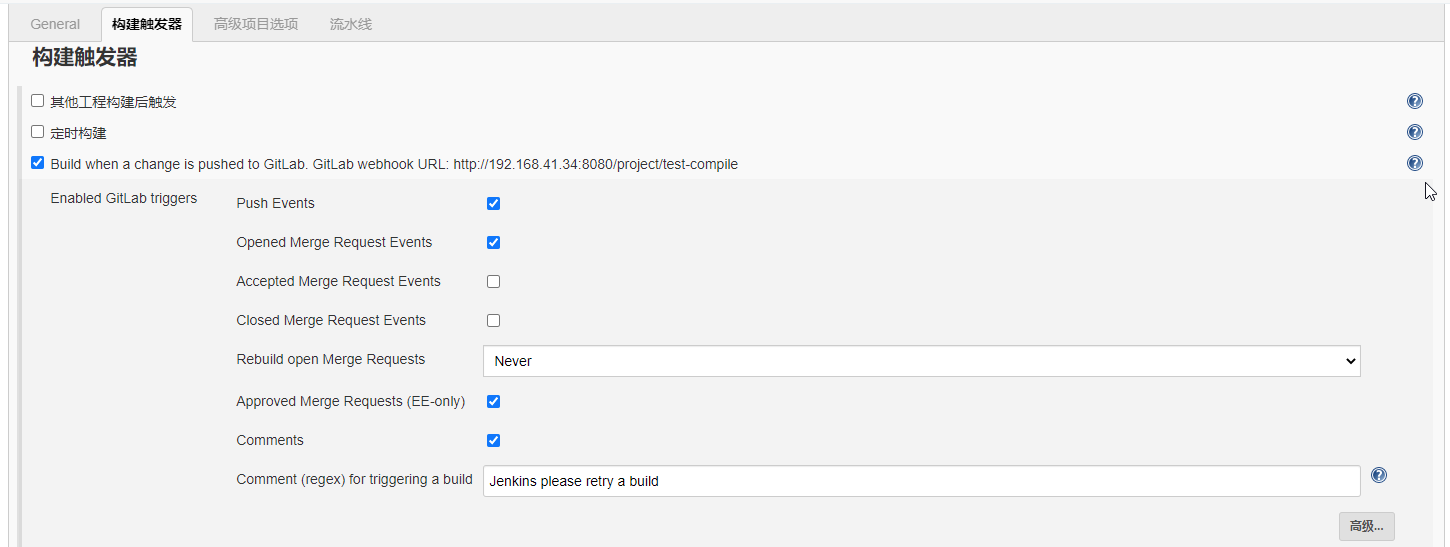 General 构建触发器 高级项目选项 流水线
构建触发器
其他工程构建后触发
定时构建
Build when a change is pushed to GitLab. GitLab webhook URL: http://192.168.41.34:8080/project/test-compile
Enabled GitLab triggers Push Events
Opened Merge Request Events
Accepted Merge Request Events
Closed Merge Request Events
Rebuild open Merge Requests Never
Approved Merge Requests (EE-only)
Comments
Comment (regex) for triggering a build Jenkins please retry a build
高级...